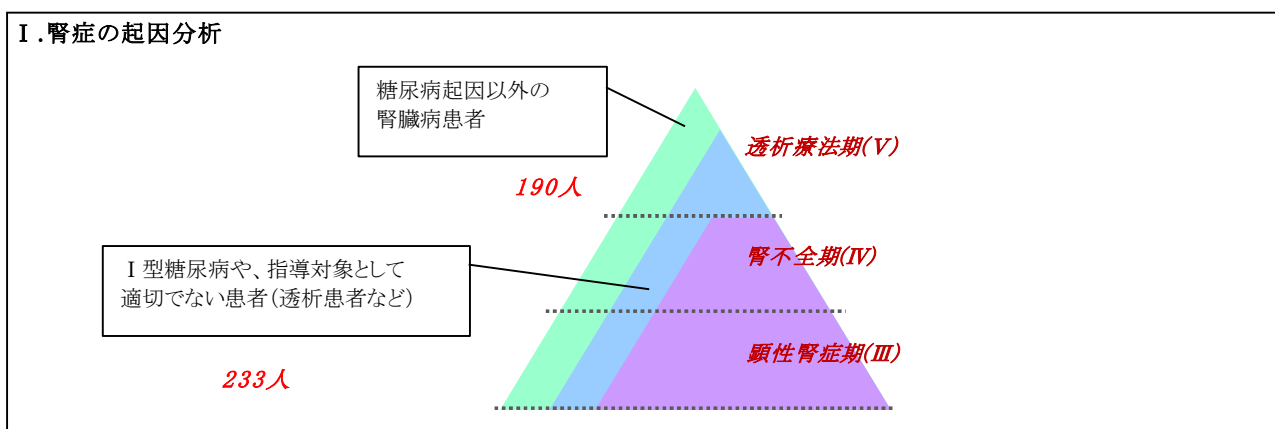 Ⅰ.腎症の起因分析
糖尿病起因以外の
腎臓病患者
透析療法期(Ⅴ)
190人
腎不全期(Ⅳ)
Ⅰ型糖尿病や、指導対象として
適切でない患者(透析患者など)
顕性腎症期(Ⅲ)
233人